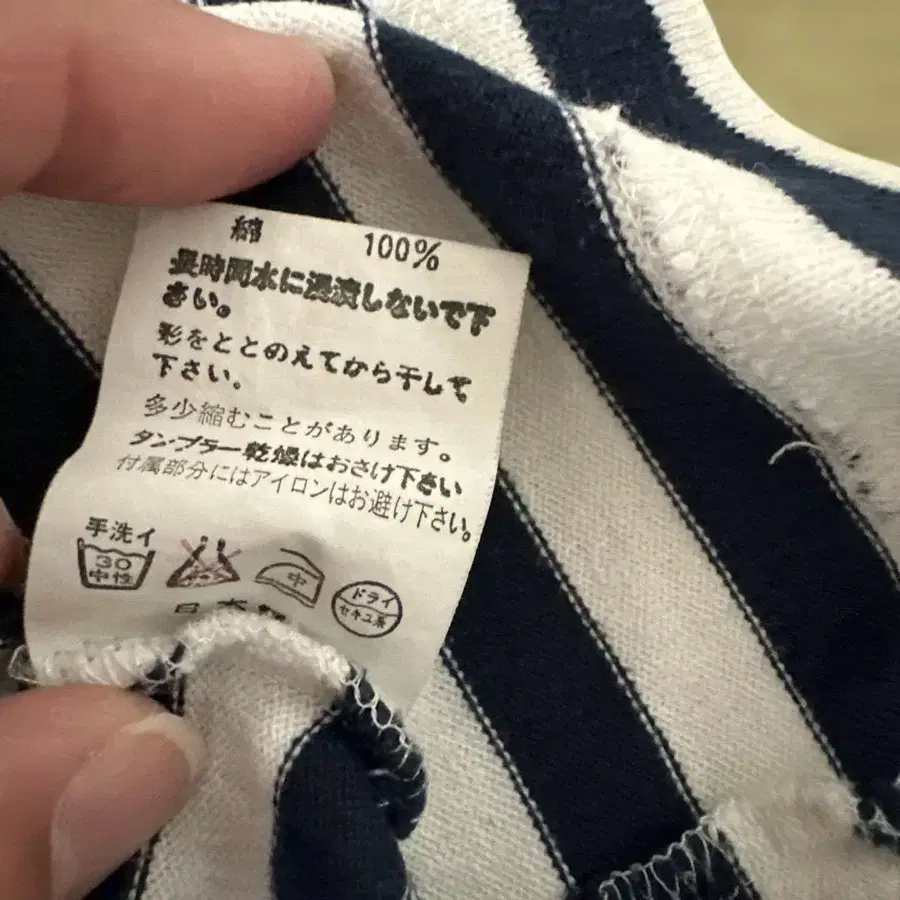 綿 100%
長時間水に浸漬しないで下
さい。
形をととのえてから干して
下さい。
多少縮むことがあります。
タンブラー乾燥はおさけ下さい
付属部分にはアイロンはお避け下さい。
手洗イ
30
中性
中
ドライ
セキユ系
日本製